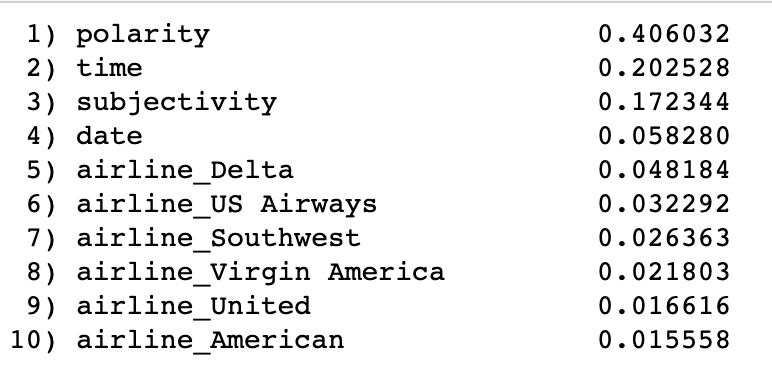 1) polarity 0.406032
2) time 0.202528
3) subjectivity 0.172344
4) date 0.058280
5) airline_Delta 0.048184
6) airline_US Airways 0.032292
7) airline_Southwest 0.026363
8) airline_Virgin America 0.021803
9) airline_United 0.016616
10) airline_American 0.015558